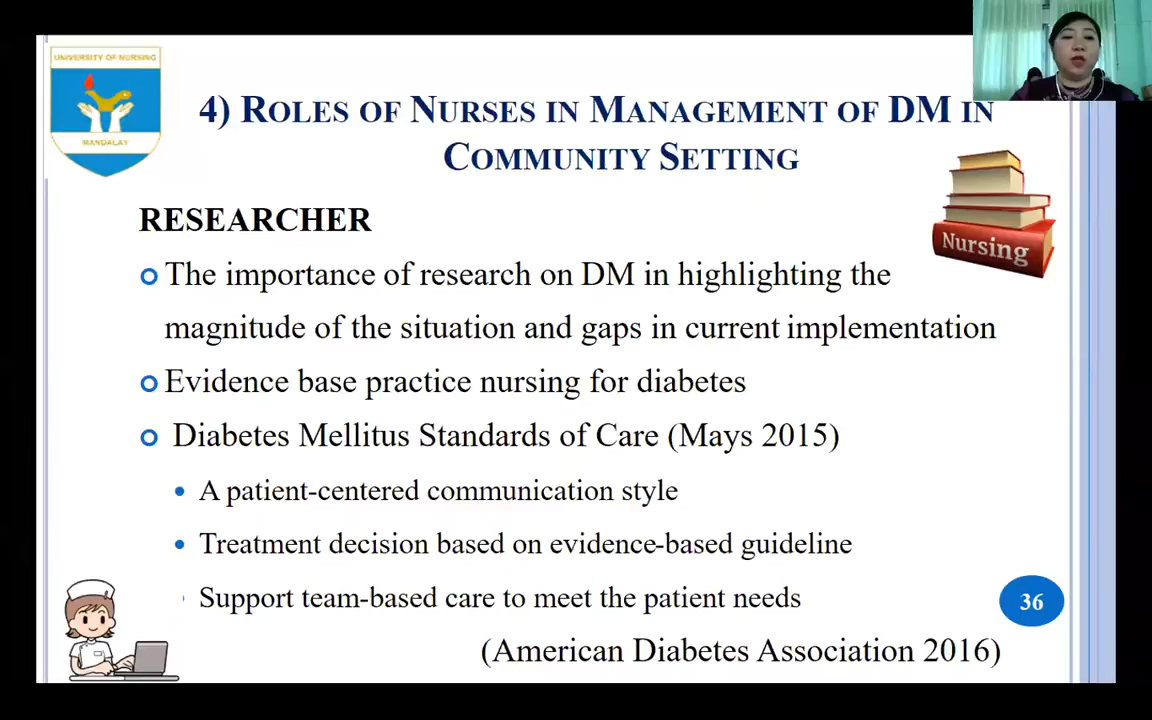 UNIVERSITY OF NURSING
MANDALAY
4) ROLES OF NURSES IN MANAGEMENT OF DM IN
COMMUNITY SETTING
Nursing
RESEARCHER
The importance of research on DM in highlighting the
magnitude of the situation and gaps in current implementation
Evidence base practice nursing for diabetes
Diabetes Mellitus Standards of Care (Mays 2015)
A patient-centered communication style
Treatment decision based on evidence-based guideline
Support team-based care to meet the patient needs
36
(American Diabetes Association 2016)